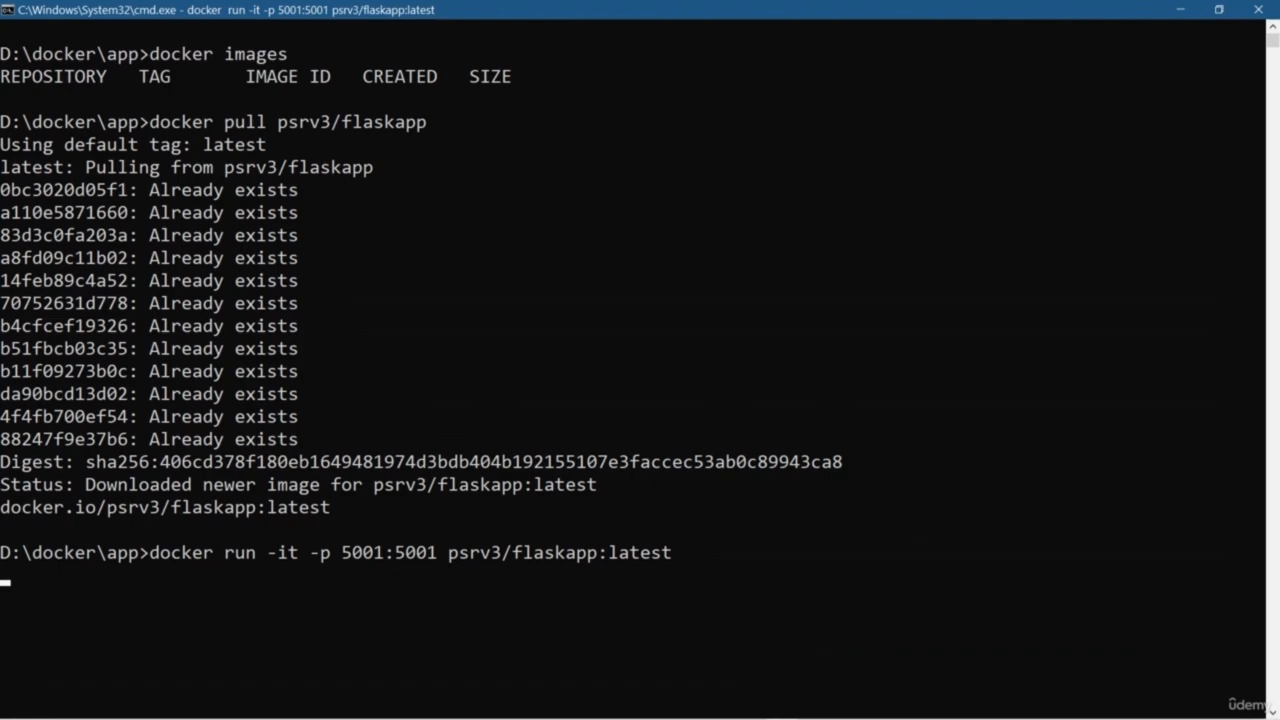 C:\Windows\System32\cmd.exe - docker run -it -p 5001:5001 psrv3/flaskapp:latest
D:\docker\app>docker images
REPOSITORY TAG IMAGE ID CREATED SIZE
D:\docker\app>docker pull psrv3/flaskapp
Using default tag: latest
latest: Pulling from psrv3/flaskapp
0bc3020d05f1: Already exists
a110e5871660: Already exists
83d3c0fa203a: Already exists
a8fd09c11b02: Already exists
14feb89c4a52: Already exists
70752631d778: Already exists
b4cfcef19326: Already exists
b51fbcb03c35: Already exists
b11f09273b0c: Already exists
da90bcd13d02: Already exists
4f4fb700ef54: Already exists
88247f9e37b6: Already exists
Digest: sha256:406cd378f180eb1649481974d3bdb404b192155107e3faccec53ab0c89943ca8
Status: Downloaded newer image for psrv3/flaskapp:latest
docker.io/psrv3/flaskapp:latest
D:\docker\app>docker run -it -p 5001:5001 psrv3/flaskapp:latest
ûdemy